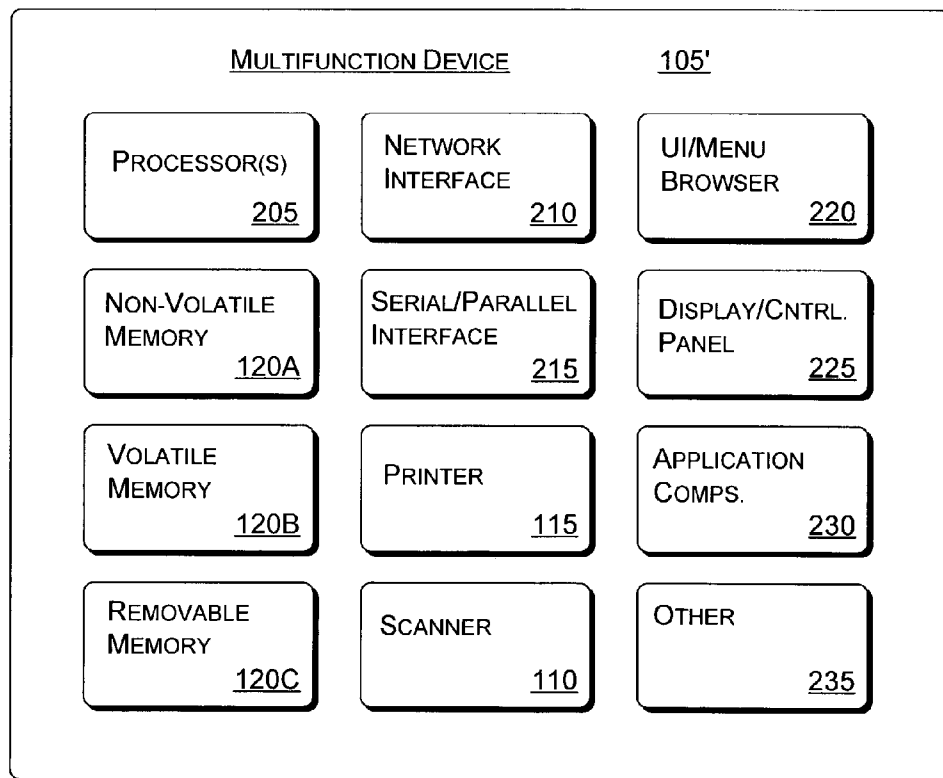 MULTIFUNCTION DEVICE 105'
PROCESSOR(S)
205
NETWORK
INTERFACE
210
UI/MENU
BROWSER
220
NON-VOLATILE
MEMORY
120A
SERIAL/PARALLEL
INTERFACE
215
DISPLAY/CNTRL.
PANEL
225
VOLATILE
MEMORY
120B
PRINTER
115
APPLICATION
COMPS.
230
REMOVABLE
MEMORY
120C
SCANNER
110
OTHER
235